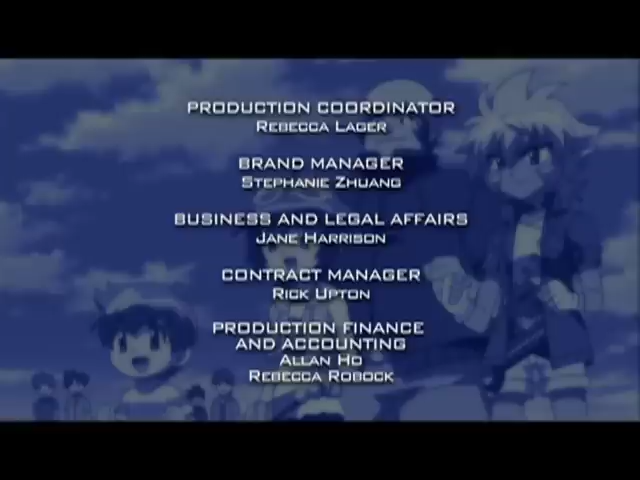 PRODUCTION COORDINATOR
REBECCA LAGER
BRAND MANAGER
STEPHANIE ZHUANG
BUSINESS AND LEGAL AFFAIRS
JANE HARRISON
CONTRACT MANAGER
RICK UPTON
PRODUCTION FINANCE
AND ACCOUNTING
ALLAN HO
REBECCA ROBOCK